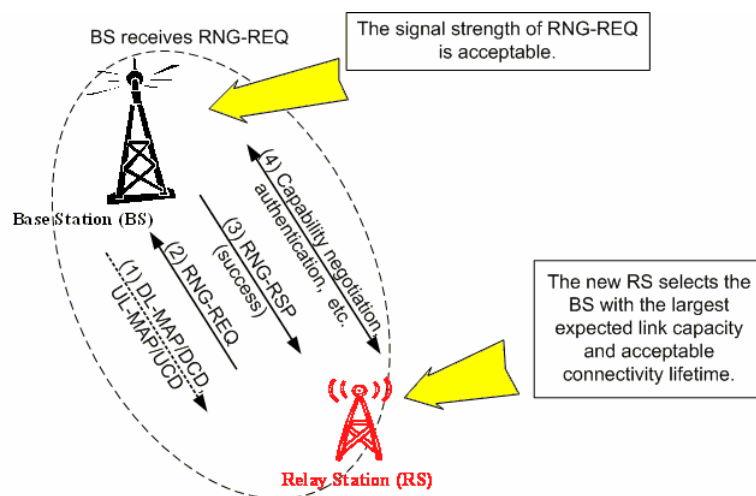 BS receives RNG-REQ
The signal strength of RNG-REQ
is acceptable.
Base Station (BS)
(1) DL-MAP/DCD,
UL-MAP/UCD
(2) RNG-REQ
(3) RNG-RSP
(success)
(4) Capability negotiation,
authentication, etc.
The new RS selects the
BS with the largest
expected link capacity
and acceptable
connectivity lifetime.
Relay Station (RS)